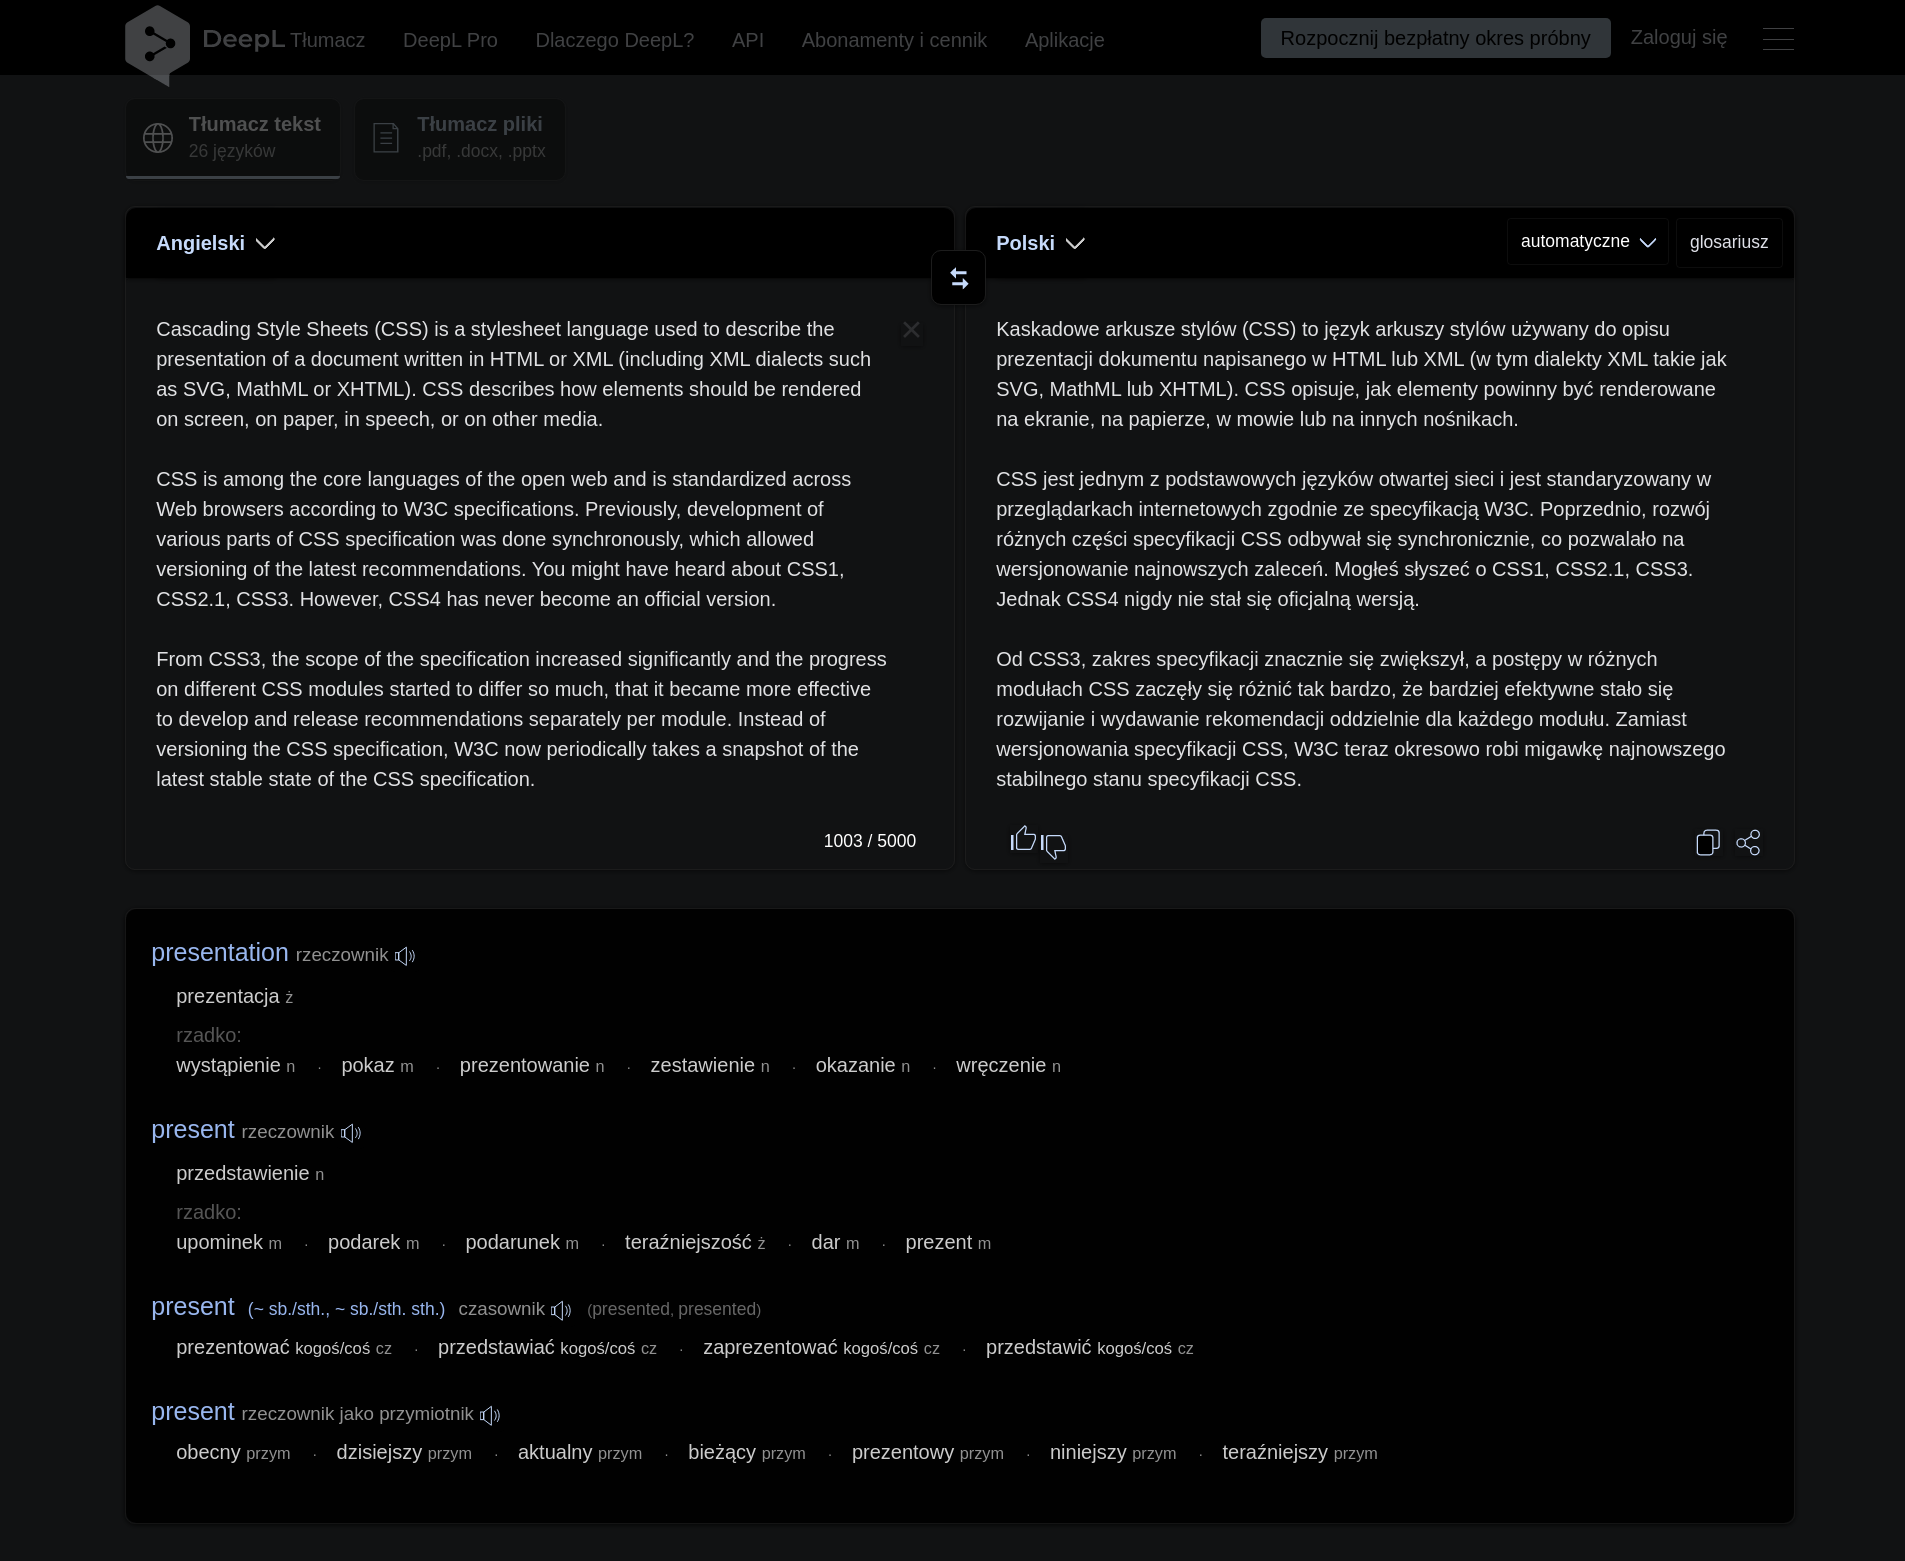 DeepL Tłumacz DeepL Pro Dlaczego DeepL? API Abonamenty i cennik Aplikacje Rozpocznij bezpłatny okres próbny Zaloguj się
Tłumacz tekst
26 języków
Tłumacz pliki
.pdf, .docx, .pptx
Angielski
Cascading Style Sheets (CSS) is a stylesheet language used to describe the
presentation of a document written in HTML or XML (including XML dialects such
as SVG, MathML or XHTML). CSS describes how elements should be rendered
on screen, on paper, in speech, or on other media.
CSS is among the core languages of the open web and is standardized across
Web browsers according to W3C specifications. Previously, development of
various parts of CSS specification was done synchronously, which allowed
versioning of the latest recommendations. You might have heard about CSS1,
CSS2.1, CSS3. However, CSS4 has never become an official version.
From CSS3, the scope of the specification increased significantly and the progress
on different CSS modules started to differ so much, that it became more effective
to develop and release recommendations separately per module. Instead of
versioning the CSS specification, W3C now periodically takes a snapshot of the
latest stable state of the CSS specification.
1003 / 5000
Polski automatyczne glosariusz
Kaskadowe arkusze stylów (CSS) to język arkuszy stylów używany do opisu
prezentacji dokumentu napisanego w HTML lub XML (w tym dialekty XML takie jak
SVG, MathML lub XHTML). CSS opisuje, jak elementy powinny być renderowane
na ekranie, na papierze, w mowie lub na innych nośnikach.
CSS jest jednym z podstawowych języków otwartej sieci i jest standaryzowany w
przeglądarkach internetowych zgodnie ze specyfikacją W3C. Poprzednio, rozwój
różnych części specyfikacji CSS odbywał się synchronicznie, co pozwalało na
wersjonowanie najnowszych zaleceń. Mogłeś słyszeć o CSS1, CSS2.1, CSS3.
Jednak CSS4 nigdy nie stał się oficjalną wersją.
Od CSS3, zakres specyfikacji znacznie się zwiększył, a postępy w różnych
modułach CSS zaczęły się różnić tak bardzo, że bardziej efektywne stało się
rozwijanie i wydawanie rekomendacji oddzielnie dla każdego modułu. Zamiast
wersjonowania specyfikacji CSS, W3C teraz okresowo robi migawkę najnowszego
stabilnego stanu specyfikacji CSS.
presentation rzeczownik
prezentacja ż
rzadko:
wystąpienie n · pokaz m · prezentowanie n · zestawienie n · okazanie n · wręczenie n
present rzeczownik
przedstawienie n
rzadko:
upominek m · podarek m · podarunek m · teraźniejszość ż · dar m · prezent m
present (~ sb./sth., ~ sb./sth. sth.) czasownik (presented, presented)
prezentować kogoś/coś cz · przedstawiać kogoś/coś cz · zaprezentować kogoś/coś cz · przedstawić kogoś/coś cz
present rzeczownik jako przymiotnik
obecny przym · dzisiejszy przym · aktualny przym · bieżący przym · prezentowy przym · niniejszy przym · teraźniejszy przym